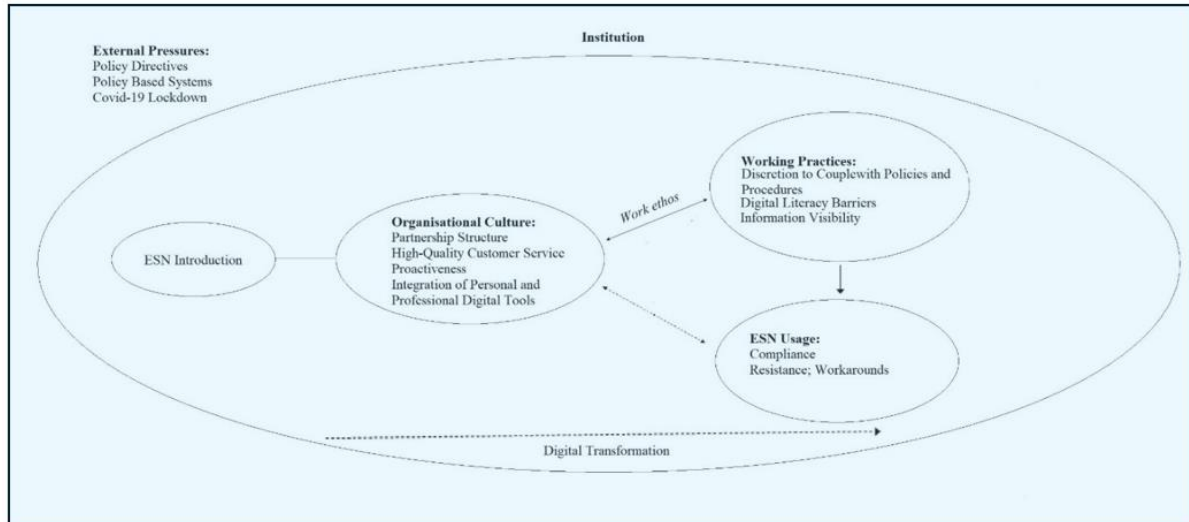 Institution
External Pressures:
Policy Directives
Policy Based Systems
Covid-19 Lockdown
ESN Introduction
Organisational Culture:
Partnership Structure
High-Quality Customer Service
Proactiveness
Integration of Personal and
Professional Digital Tools
Work ethos
Working Practices:
Discretion to Couplewith Policies and
Procedures
Digital Literacy Barriers
Information Visibility
ESN Usage:
Compliance
Resistance; Workarounds
Digital Transformation